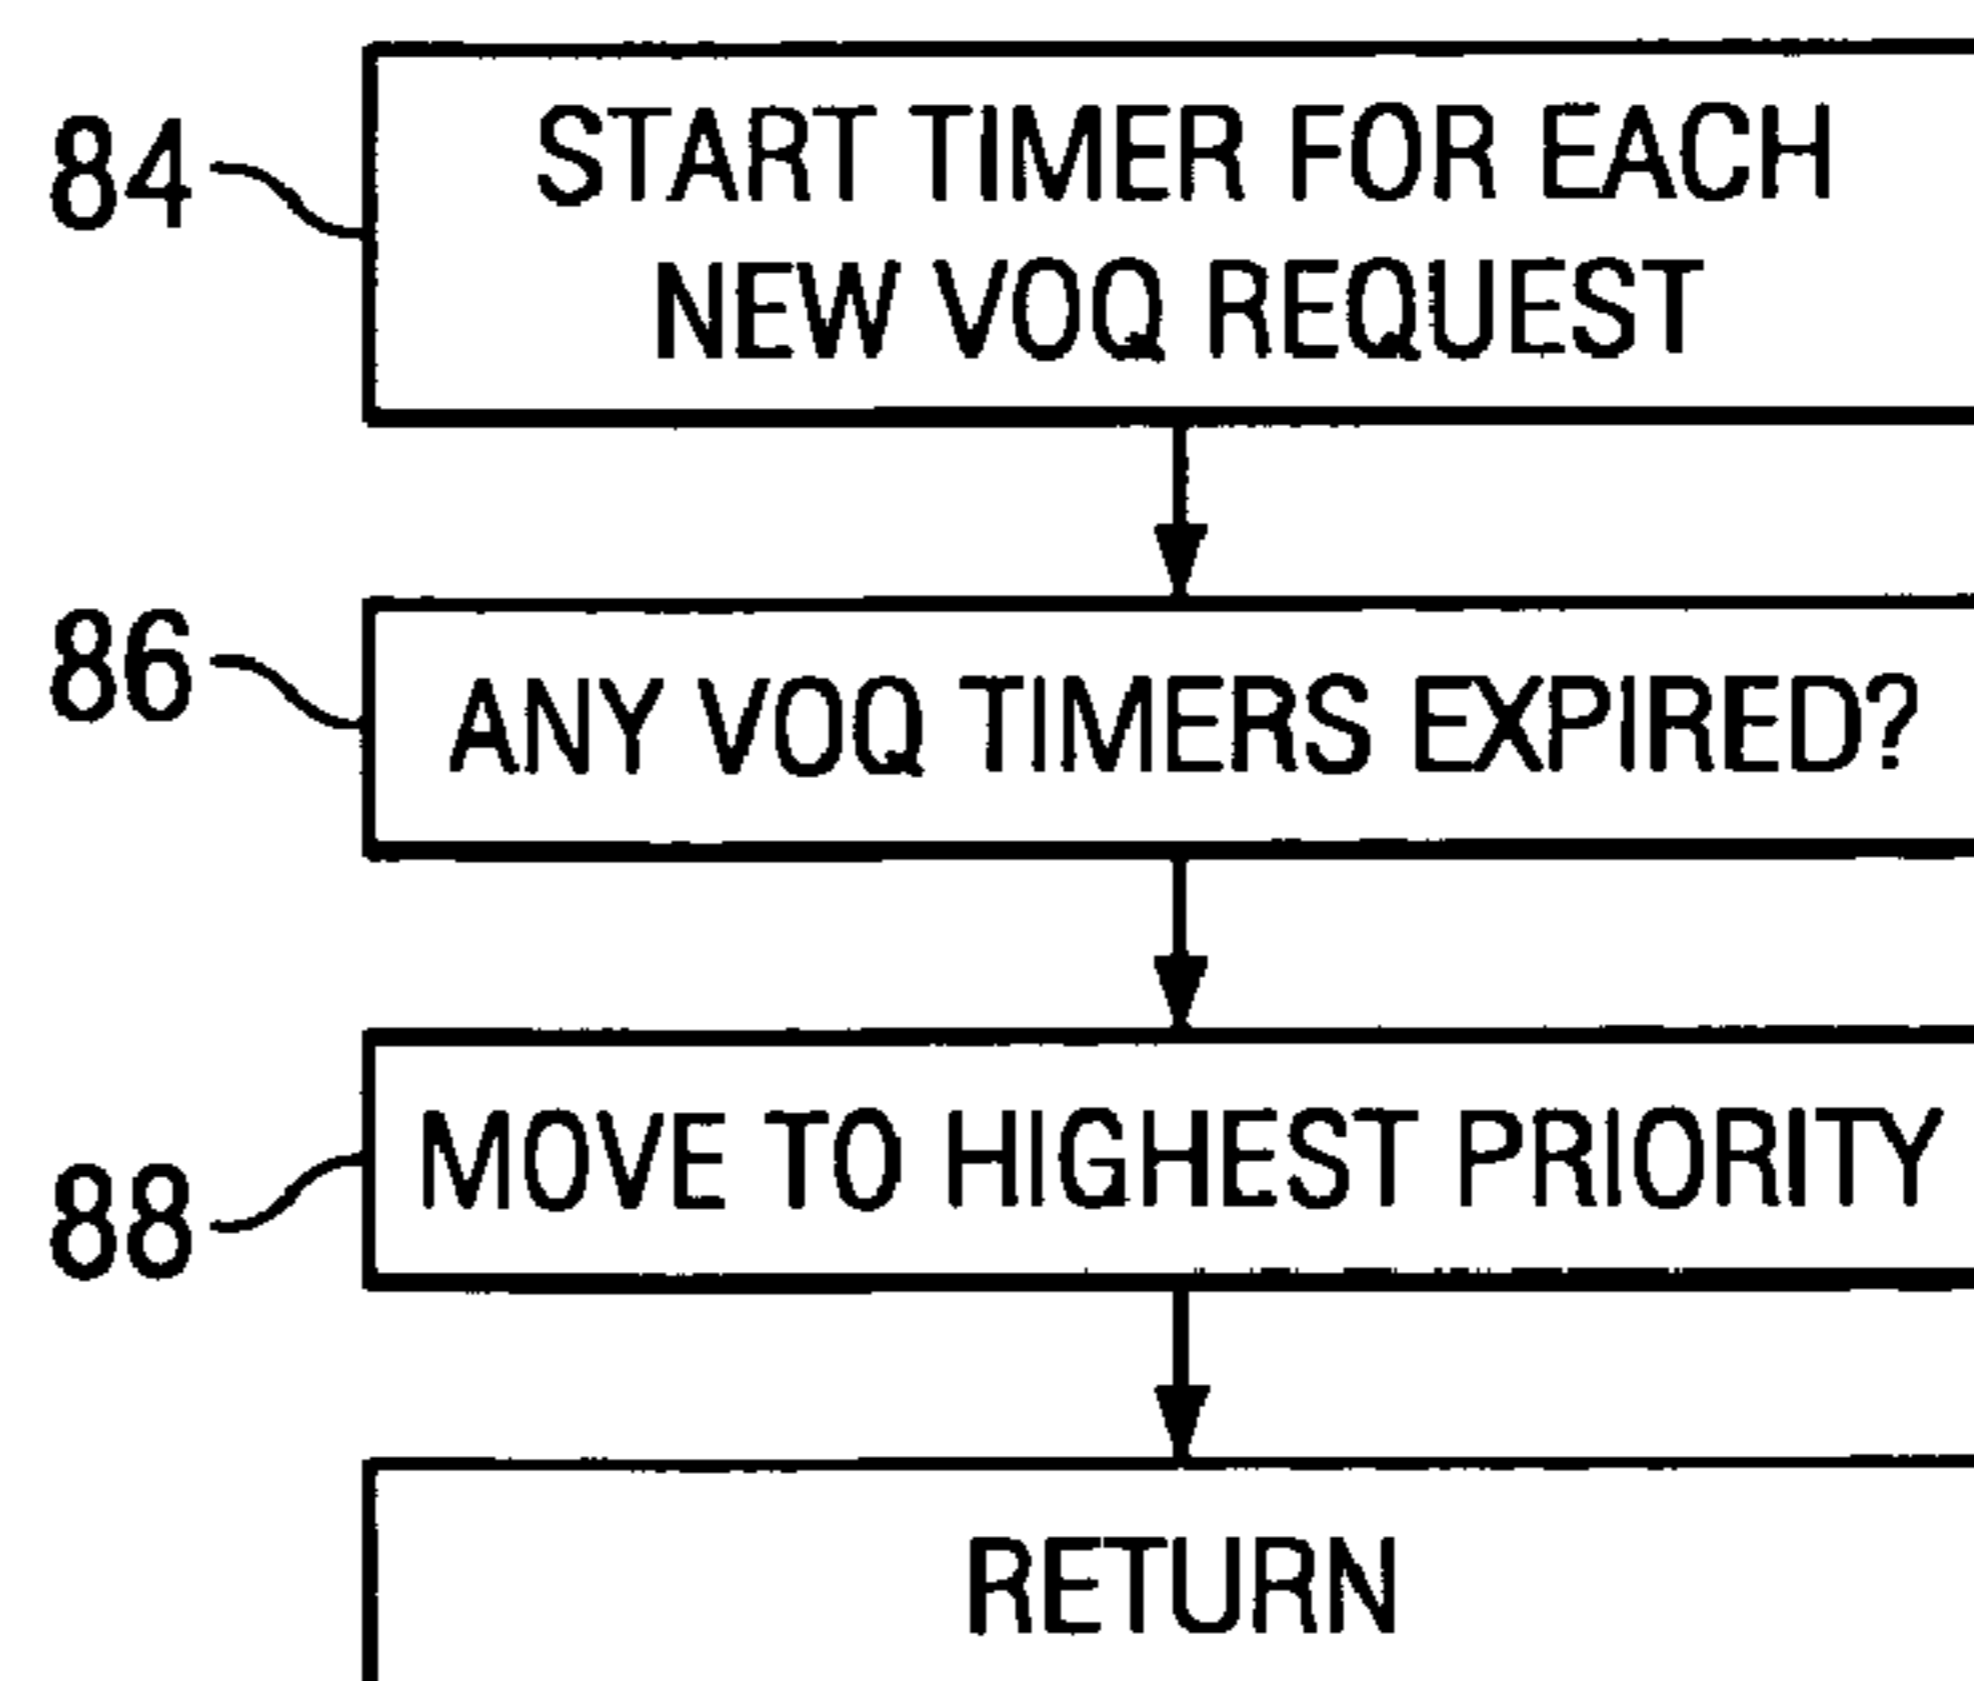 84
START TIMER FOR EACH
NEW VOQ REQUEST
86
ANY VOQ TIMERS EXPIRED?
88
MOVE TO HIGHEST PRIORITY
RETURN